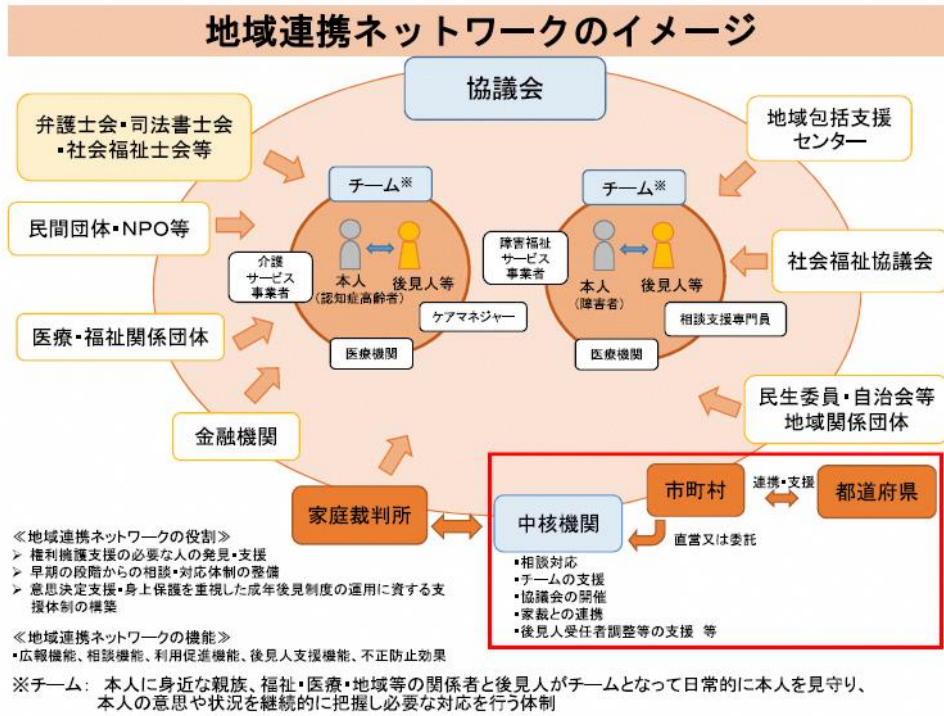 地域連携ネットワークのイメージ
協議会
弁護士会・司法書士会
・社会福祉士会等
民間団体・NPO等
医療・福祉関係団体
金融機関
チーム※
介護
サービス
事業者
本人
(認知症高齢者)
後見人等
ケアマネジャー
医療機関
チーム※
障害福祉
サービス
事業者
本人
(障害者)
後見人等
相談支援専門員
医療機関
地域包括支援
センター
社会福祉協議会
民生委員・自治会等
地域関係団体
家庭裁判所
中核機関
市町村
連携・支援
都道府県
直営又は委託
・相談対応
・チームの支援
・協議会の開催
・家裁との連携
・後見人受任者調整等の支援 等
≪地域連携ネットワークの役割≫
➢ 権利擁護支援の必要な人の発見・支援
➢ 早期の段階からの相談・対応体制の整備
➢ 意思決定支援・身上保護を重視した成年後見制度の運用に資する支
援体制の構築
≪地域連携ネットワークの機能≫
・広報機能、相談機能、利用促進機能、後見人支援機能、不正防止効果
※チーム: 本人に身近な親族、福祉・医療・地域等の関係者と後見人がチームとなって日常的に本人を見守り、
本人の意思や状況を継続的に把握し必要な対応を行う体制